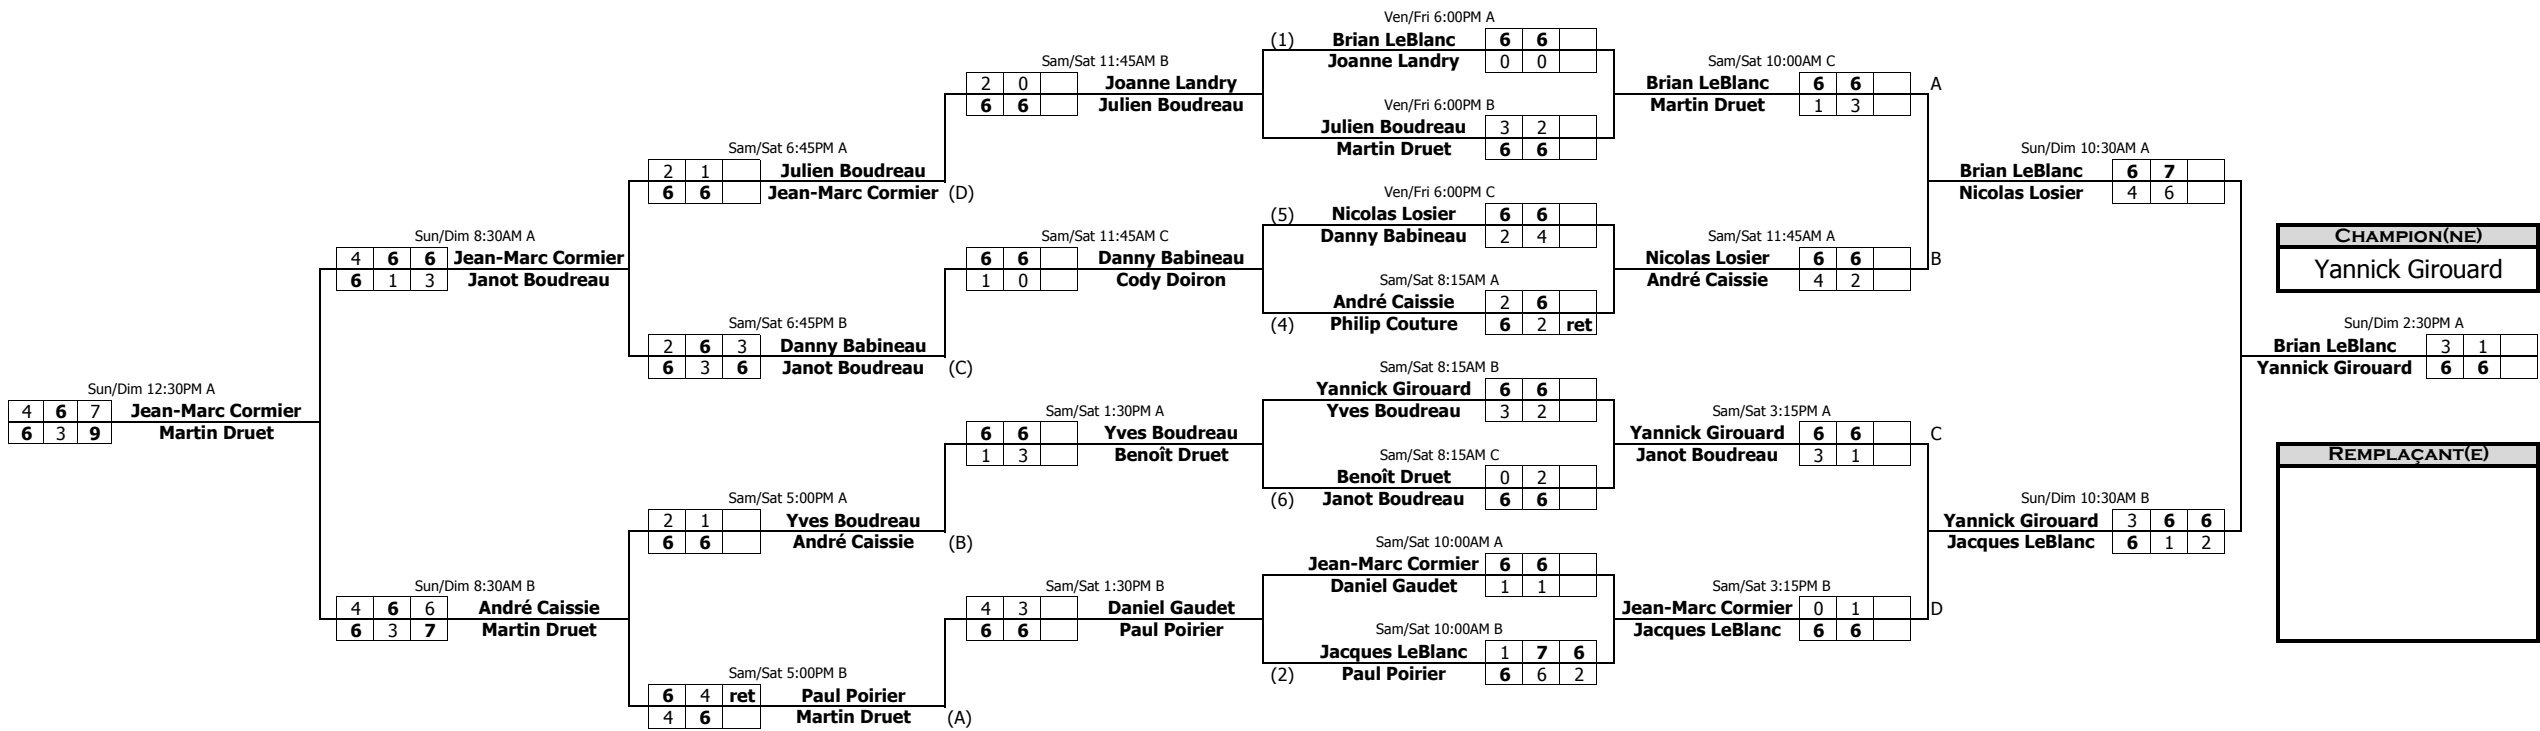 Ven/Fri 6:00PM A
(1) Brian LeBlanc 6 6
Joanne Landry 0 0
Ven/Fri 6:00PM B
Julien Boudreau 3 2
Martin Druet 6 6
Ven/Fri 6:00PM C
(5) Nicolas Losier 6 6
Danny Babineau 2 4
Sam/Sat 8:15AM A
André Caissie 2 6
(4) Philip Couture 6 2 ret
Sam/Sat 8:15AM B
Yannick Girouard 6 6
Yves Boudreau 3 2
Sam/Sat 8:15AM C
Benoît Druet 0 2
(6) Janot Boudreau 6 6
Sam/Sat 10:00AM A
Jean-Marc Cormier 6 6
Daniel Gaudet 1 1
Sam/Sat 10:00AM B
Jacques LeBlanc 1 7 6
(2) Paul Poirier 6 6 2
Sam/Sat 10:00AM C
Brian LeBlanc 6 6 A
Martin Druet 1 3
Sam/Sat 11:45AM A
Nicolas Losier 6 6 B
André Caissie 4 2
Sam/Sat 3:15PM A
Yannick Girouard 6 6 C
Janot Boudreau 3 1
Sam/Sat 3:15PM B
Jean-Marc Cormier 0 1 D
Jacques LeBlanc 6 6
Sun/Dim 10:30AM A
Brian LeBlanc 6 7
Nicolas Losier 4 6
Sun/Dim 10:30AM B
Yannick Girouard 3 6 6
Jacques LeBlanc 6 1 2
CHAMPION(NE)
Yannick Girouard
Sun/Dim 2:30PM A
Brian LeBlanc 3 1
Yannick Girouard 6 6
REMPLAÇANT(E)
Sam/Sat 11:45AM B
2 0 Joanne Landry
6 6 Julien Boudreau
Sam/Sat 11:45AM C
6 6 Danny Babineau
1 0 Cody Doiron
Sam/Sat 1:30PM A
6 6 Yves Boudreau
1 3 Benoît Druet
Sam/Sat 1:30PM B
4 3 Daniel Gaudet
6 6 Paul Poirier
Sam/Sat 6:45PM A
2 1 Julien Boudreau
6 6 Jean-Marc Cormier (D)
Sam/Sat 6:45PM B
2 6 3 Danny Babineau
6 3 6 Janot Boudreau (C)
Sam/Sat 5:00PM A
2 1 Yves Boudreau
6 6 André Caissie (B)
Sam/Sat 5:00PM B
6 4 ret Paul Poirier
4 6 Martin Druet (A)
Sun/Dim 8:30AM A
4 6 6 Jean-Marc Cormier
6 1 3 Janot Boudreau
Sun/Dim 8:30AM B
4 6 6 André Caissie
6 3 7 Martin Druet
Sun/Dim 12:30PM A
4 6 7 Jean-Marc Cormier
6 3 9 Martin Druet